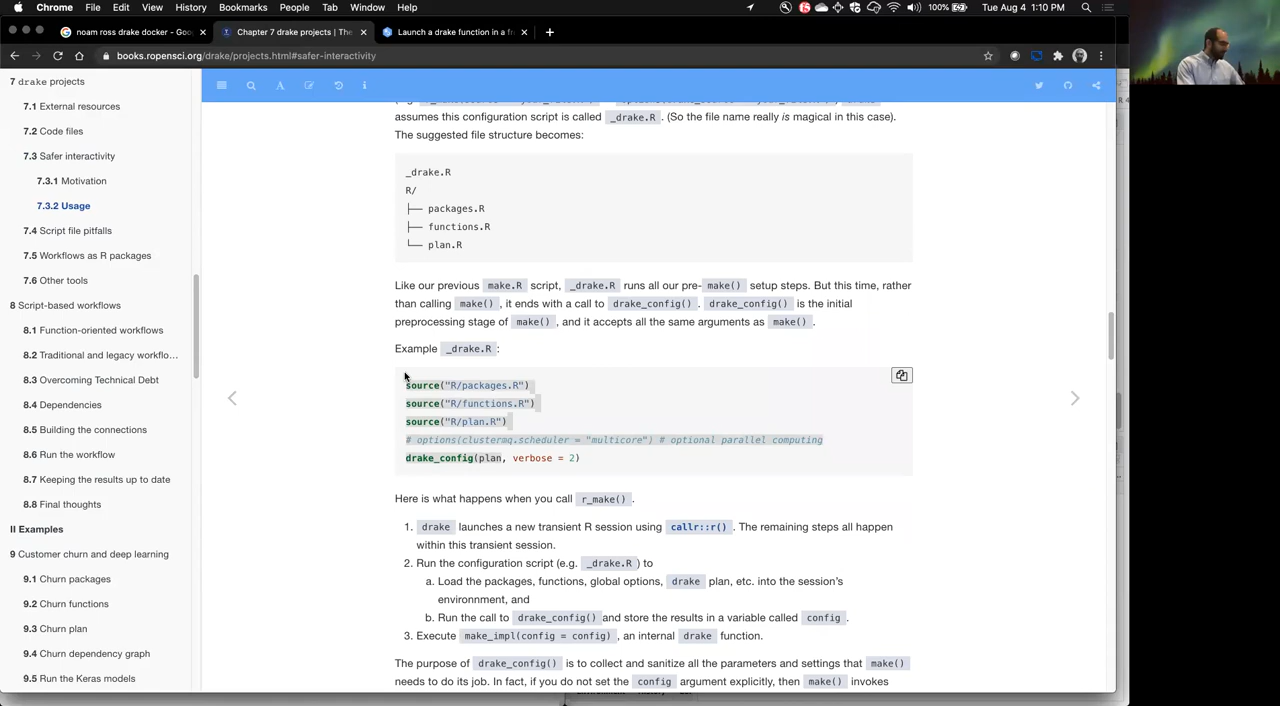 Chrome File Edit View History Bookmarks People Tab Window Help 100% Tue Aug 4 1:10 PM
noam ross drake docker - Goo Chapter 7 drake projects | The Launch a drake function in a fr
books.ropensci.org/drake/projects.html#safer-interactivity
7 drake projects
7.1 External resources
7.2 Code files
7.3 Safer interactivity
7.3.1 Motivation
7.3.2 Usage
7.4 Script file pitfalls
7.5 Workflows as R packages
7.6 Other tools
8 Script-based workflows
8.1 Function-oriented workflows
8.2 Traditional and legacy workflo...
8.3 Overcoming Technical Debt
8.4 Dependencies
8.5 Building the connections
8.6 Run the workflow
8.7 Keeping the results up to date
8.8 Final thoughts
II Examples
9 Customer churn and deep learning
9.1 Churn packages
9.2 Churn functions
9.3 Churn plan
9.4 Churn dependency graph
9.5 Run the Keras models
assumes this configuration script is called _drake.R. (So the file name really is magical in this case).
The suggested file structure becomes:
_drake.R
R/
├── packages.R
├── functions.R
└── plan.R
Like our previous make.R script, _drake.R runs all our pre-make() setup steps. But this time, rather
than calling make(), it ends with a call to drake_config(). drake_config() is the initial
preprocessing stage of make(), and it accepts all the same arguments as make().
Example _drake.R:
source("R/packages.R")
source("R/functions.R")
source("R/plan.R")
# options(clustermq.scheduler = "multicore") # optional parallel computing
drake_config(plan, verbose = 2)
Here is what happens when you call r_make().
1. drake launches a new transient R session using callr::r(). The remaining steps all happen
within this transient session.
2. Run the configuration script (e.g. _drake.R) to
a. Load the packages, functions, global options, drake plan, etc. into the session's
environnment, and
b. Run the call to drake_config() and store the results in a variable called config.
3. Execute make_impl(config = config), an internal drake function.
The purpose of drake_config() is to collect and sanitize all the parameters and settings that make()
needs to do its job. In fact, if you do not set the config argument explicitly, then make() invokes